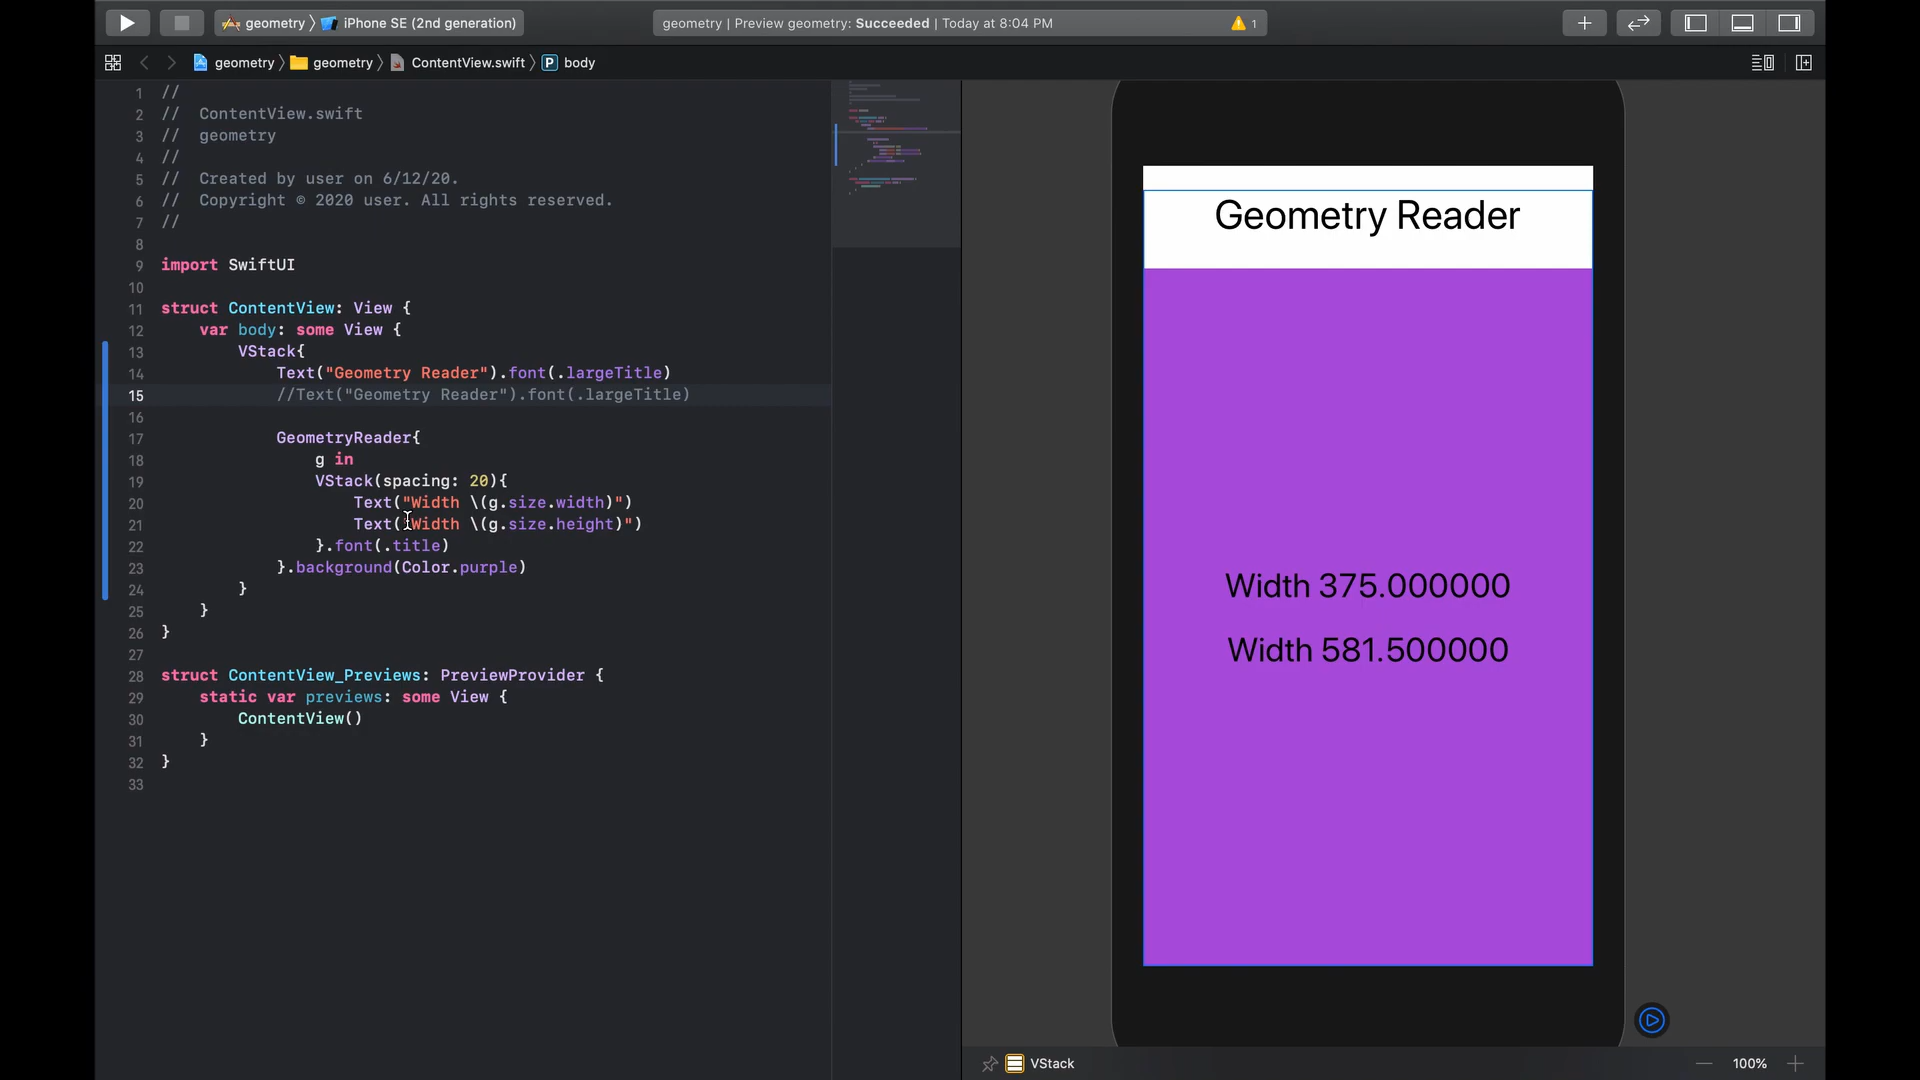 geometry 〉 iPhone SE (2nd generation)
geometry | Preview geometry: Succeeded | Today at 8:04 PM
1
geometry 〉 geometry 〉 ContentView.swift 〉 P body
1 //
2 //  ContentView.swift
3 //  geometry
4 //
5 //  Created by user on 6/12/20.
6 //  Copyright © 2020 user. All rights reserved.
7 //
8
9 import SwiftUI
10
11 struct ContentView: View {
12     var body: some View {
13         VStack{
14             Text("Geometry Reader").font(.largeTitle)
15             //Text("Geometry Reader").font(.largeTitle)
16
17             GeometryReader{
18                 g in
19                 VStack(spacing: 20){
20                     Text("Width \(g.size.width)")
21                     Text("Width \(g.size.height)")
22                 }.font(.title)
23             }.background(Color.purple)
24         }
25     }
26 }
27
28 struct ContentView_Previews: PreviewProvider {
29     static var previews: some View {
30         ContentView()
31     }
32 }
33
Geometry Reader
Width 375.000000
Width 581.500000
VStack
100%